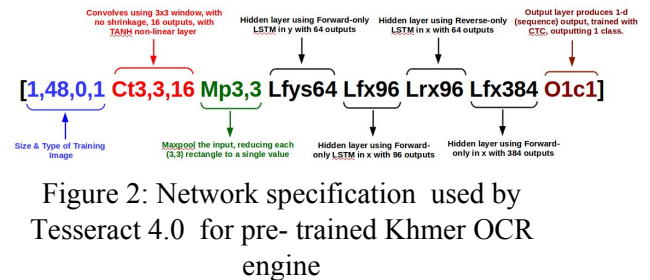 Convolves using 3x3 window, with
no shrinkage, 16 outputs, with
TANH non-linear layer
Hidden layer using Forward-only
LSTM in y with 64 outputs
Hidden layer using Reverse-only
LSTM in x with 64 outputs
Output layer produces 1-d
(sequence) output, trained with
CTC, outputting 1 class.
[1,48,0,1 Ct3,3,16 Mp3,3 Lfys64 Lfx96 Lrx96 Lfx384 O1c1]
Size & Type of Training
Image
Maxpool the input, reducing each
(3,3) rectangle to a single value
Hidden layer using Forward-
only LSTM in x with 96 outputs
Hidden layer using Forward-
only in x with 384 outputs
Figure 2: Network specification used by
Tesseract 4.0 for pre- trained Khmer OCR
engine